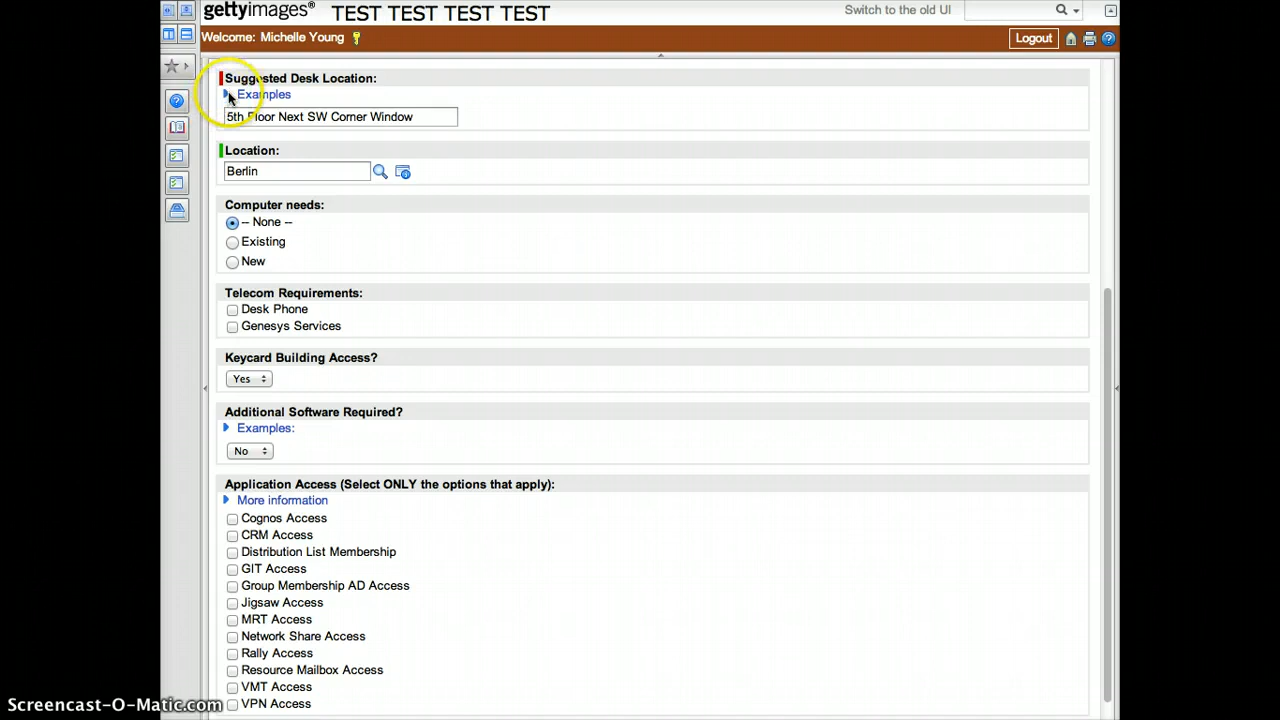 gettyimages® TEST TEST TEST TEST
Switch to the old UI
Welcome: Michelle Young
Logout
Suggested Desk Location:
Examples
5th Floor Next SW Corner Window
Location:
Berlin
Computer needs:
-- None --
Existing
New
Telecom Requirements:
Desk Phone
Genesys Services
Keycard Building Access?
Yes
Additional Software Required?
Examples:
No
Application Access (Select ONLY the options that apply):
More information
Cognos Access
CRM Access
Distribution List Membership
GIT Access
Group Membership AD Access
Jigsaw Access
MRT Access
Network Share Access
Rally Access
Resource Mailbox Access
VMT Access
VPN Access
Screencast-O-Matic.com